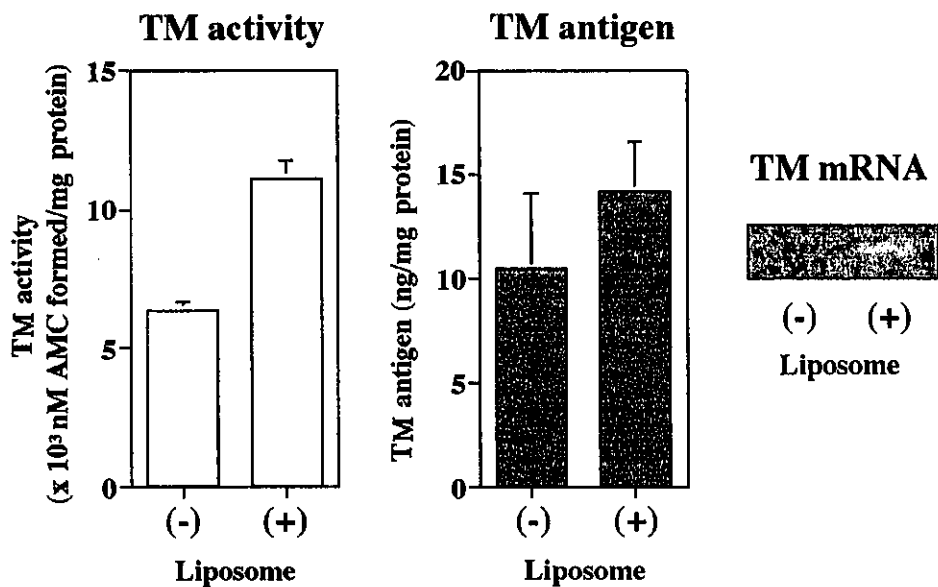 TM activity
TM activity
(x 10³ nM AMC formed/mg protein)
15
10
5
0
(-) (+)
Liposome
TM antigen
TM antigen (ng/mg protein)
20
15
10
5
0
(-) (+)
Liposome
TM mRNA
(-) (+)
Liposome